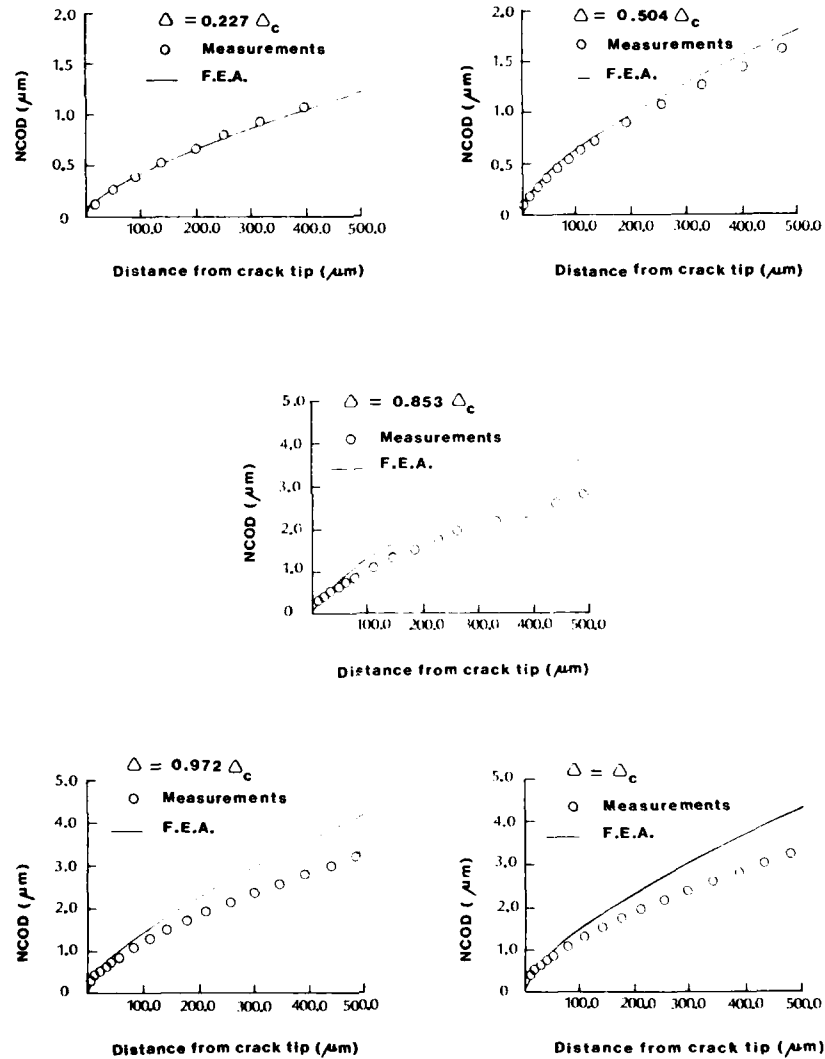 Δ = 0.227 Δc
Measurements
F.E.A.
NCOD (μm)
2.0
1.5
1.0
0.5
0
100.0 200.0 300.0 400.0 500.0
Distance from crack tip (μm)
Δ = 0.504 Δc
Measurements
F.E.A.
NCOD (μm)
2.0
1.5
1.0
0.5
0
100.0 200.0 300.0 400.0 500.0
Distance from crack tip (μm)
Δ = 0.853 Δc
Measurements
F.E.A.
NCOD (μm)
5.0
4.0
3.0
2.0
1.0
0
100.0 200.0 300.0 400.0 500.0
Distance from crack tip (μm)
Δ = 0.972 Δc
Measurements
F.E.A.
NCOD (μm)
5.0
4.0
3.0
2.0
1.0
0
100.0 200.0 300.0 400.0 500.0
Distance from crack tip (μm)
Δ = Δc
Measurements
F.E.A.
NCOD (μm)
5.0
4.0
3.0
2.0
1.0
0
100.0 200.0 300.0 400.0 500.0
Distance from crack tip (μm)